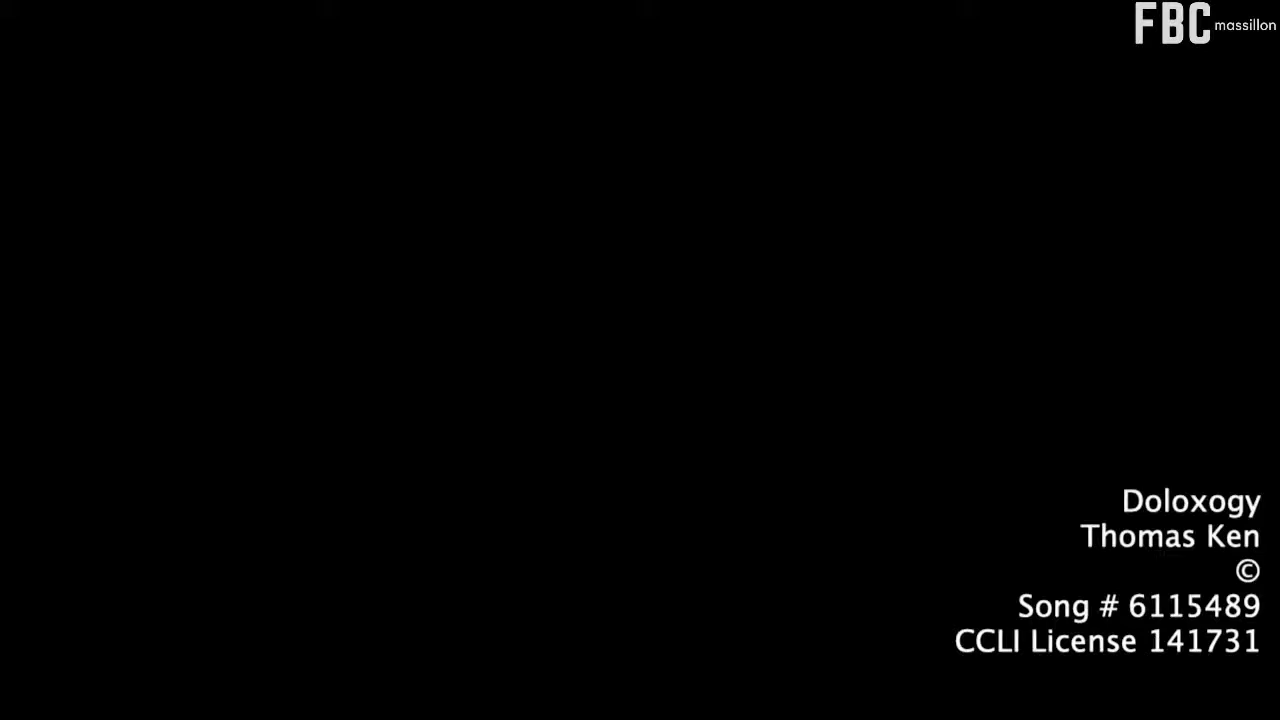 FBC massillon
Doloxogy
Thomas Ken
©
Song # 6115489
CCLI License 141731